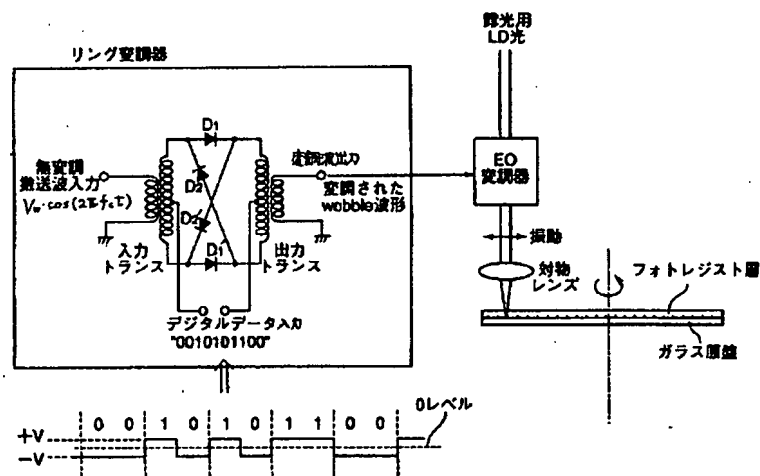 露光用
LD光
リング変調器
D1
D2
D2'
D1'
無変調
搬送波入力
Vw・cos(2πfct)
入力
トランス
出力
トランス
変調波出力
変調された
wobble波形
EO
変調器
振動
対物
レンズ
フォトレジスト層
ガラス原盤
デジタルデータ入力
"0010101100"
0レベル
0 0 1 0 1 0 1 1 0 0
+V
−V